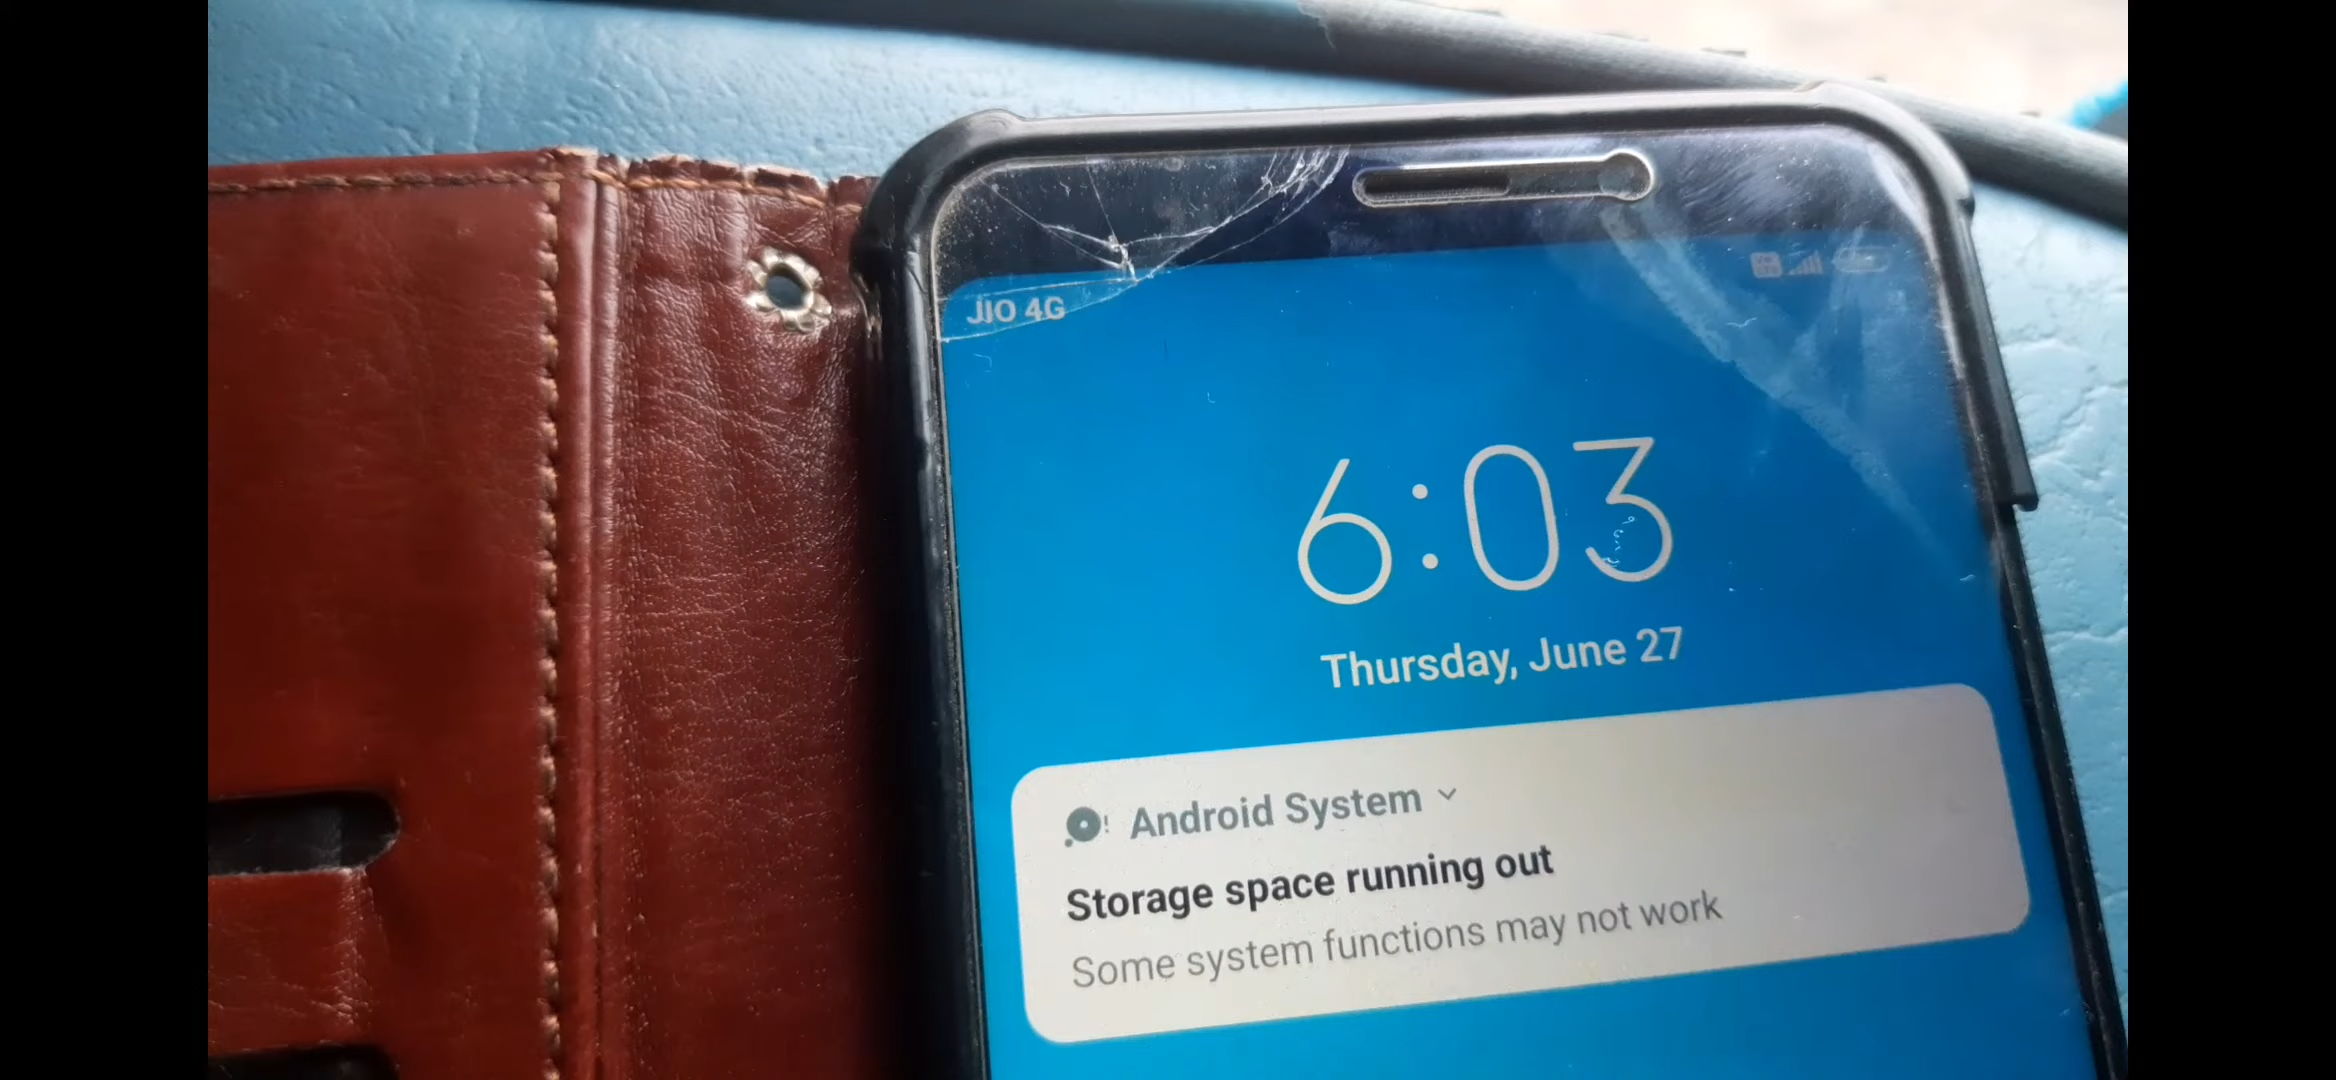 JIO 4G
6:03
Thursday, June 27
Android System
Storage space running out
Some system functions may not work